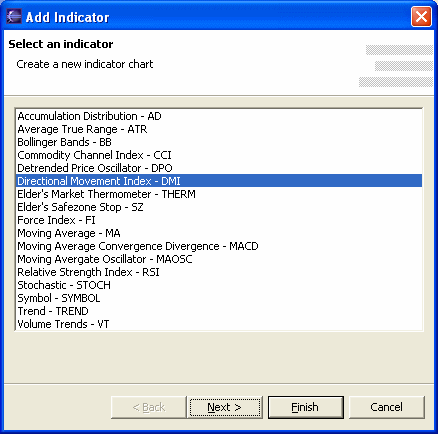 Add Indicator
Select an indicator
Create a new indicator chart
Accumulation Distribution - AD
Average True Range - ATR
Bollinger Bands - BB
Commodity Channel Index - CCI
Detrended Price Oscillator - DPO
Directional Movement Index - DMI
Elder's Market Thermometer - THERM
Elder's Safezone Stop - SZ
Force Index - FI
Moving Average - MA
Moving Average Convergence Divergence - MACD
Moving Avergate Oscillator - MAOSC
Relative Strength Index - RSI
Stochastic - STOCH
Symbol - SYMBOL
Trend - TREND
Volume Trends - VT
< Back Next > Finish Cancel